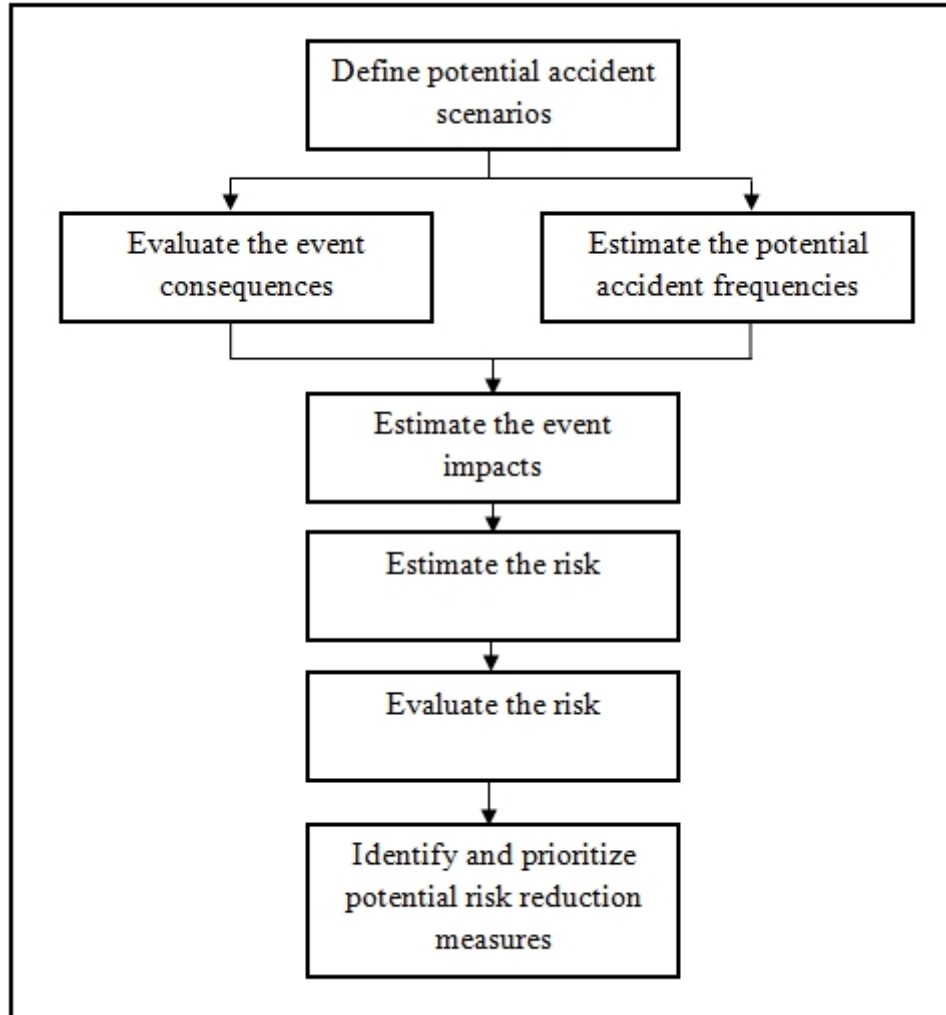 Define potential accident
scenarios
Evaluate the event
consequences
Estimate the potential
accident frequencies
Estimate the event
impacts
Estimate the risk
Evaluate the risk
Identify and prioritize
potential risk reduction
measures